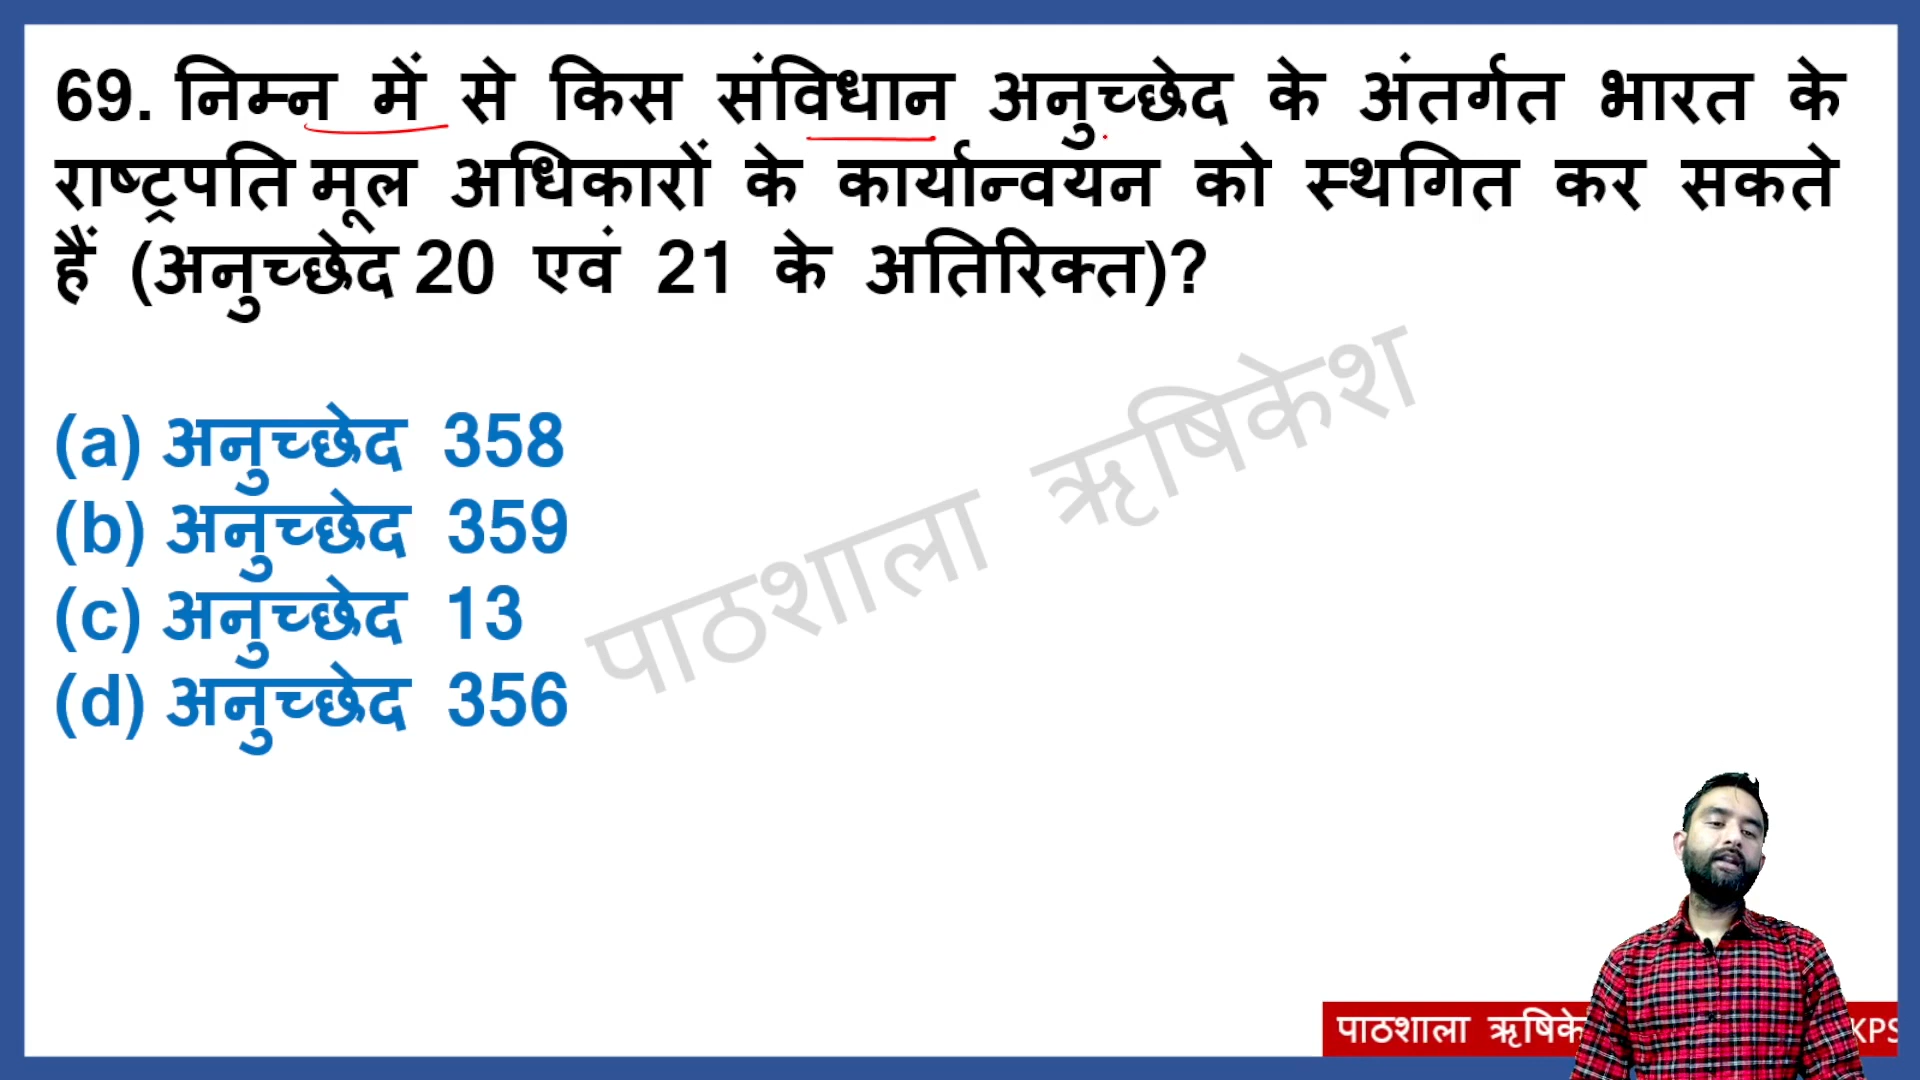 69. निम्न में से किस संविधान अनुच्छेद के अंतर्गत भारत के
राष्ट्रपति मूल अधिकारों के कार्यान्वयन को स्थगित कर सकते
हैं (अनुच्छेद 20 एवं 21 के अतिरिक्त)?
(a) अनुच्छेद 358
(b) अनुच्छेद 359
(c) अनुच्छेद 13
(d) अनुच्छेद 356
पाठशाला ऋषिकेश
पाठशाला